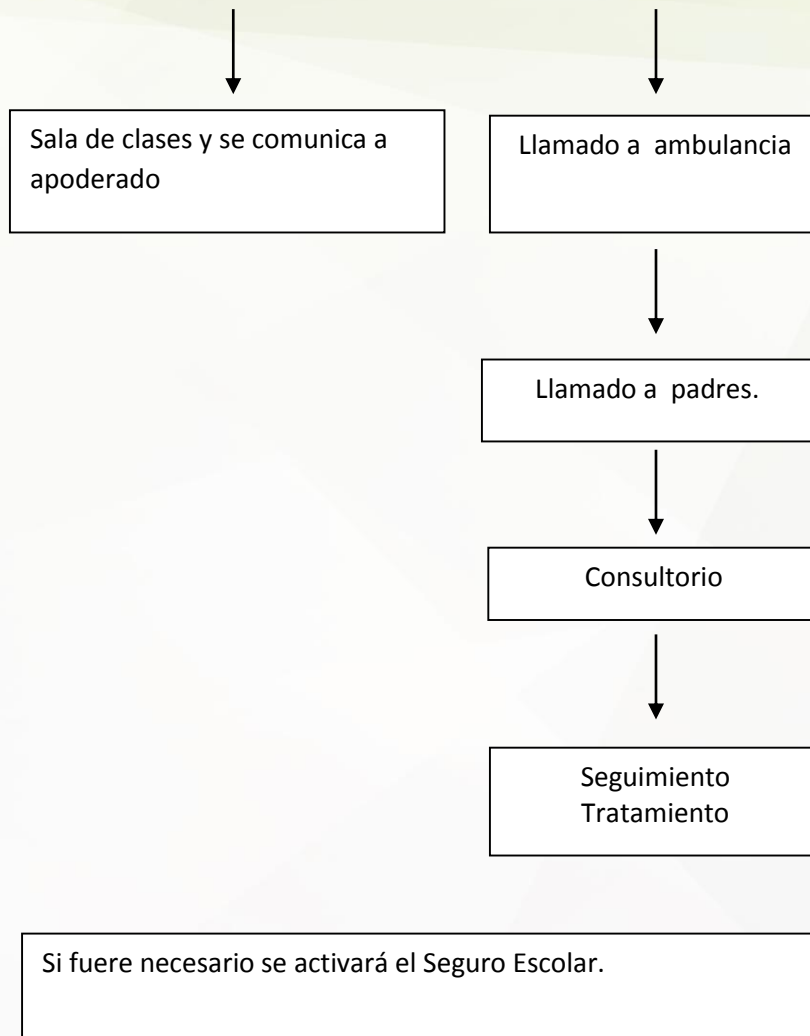 Sala de clases y se comunica a
apoderado
Llamado a ambulancia
Llamado a padres.
Consultorio
Seguimiento
Tratamiento
Si fuere necesario se activará el Seguro Escolar.